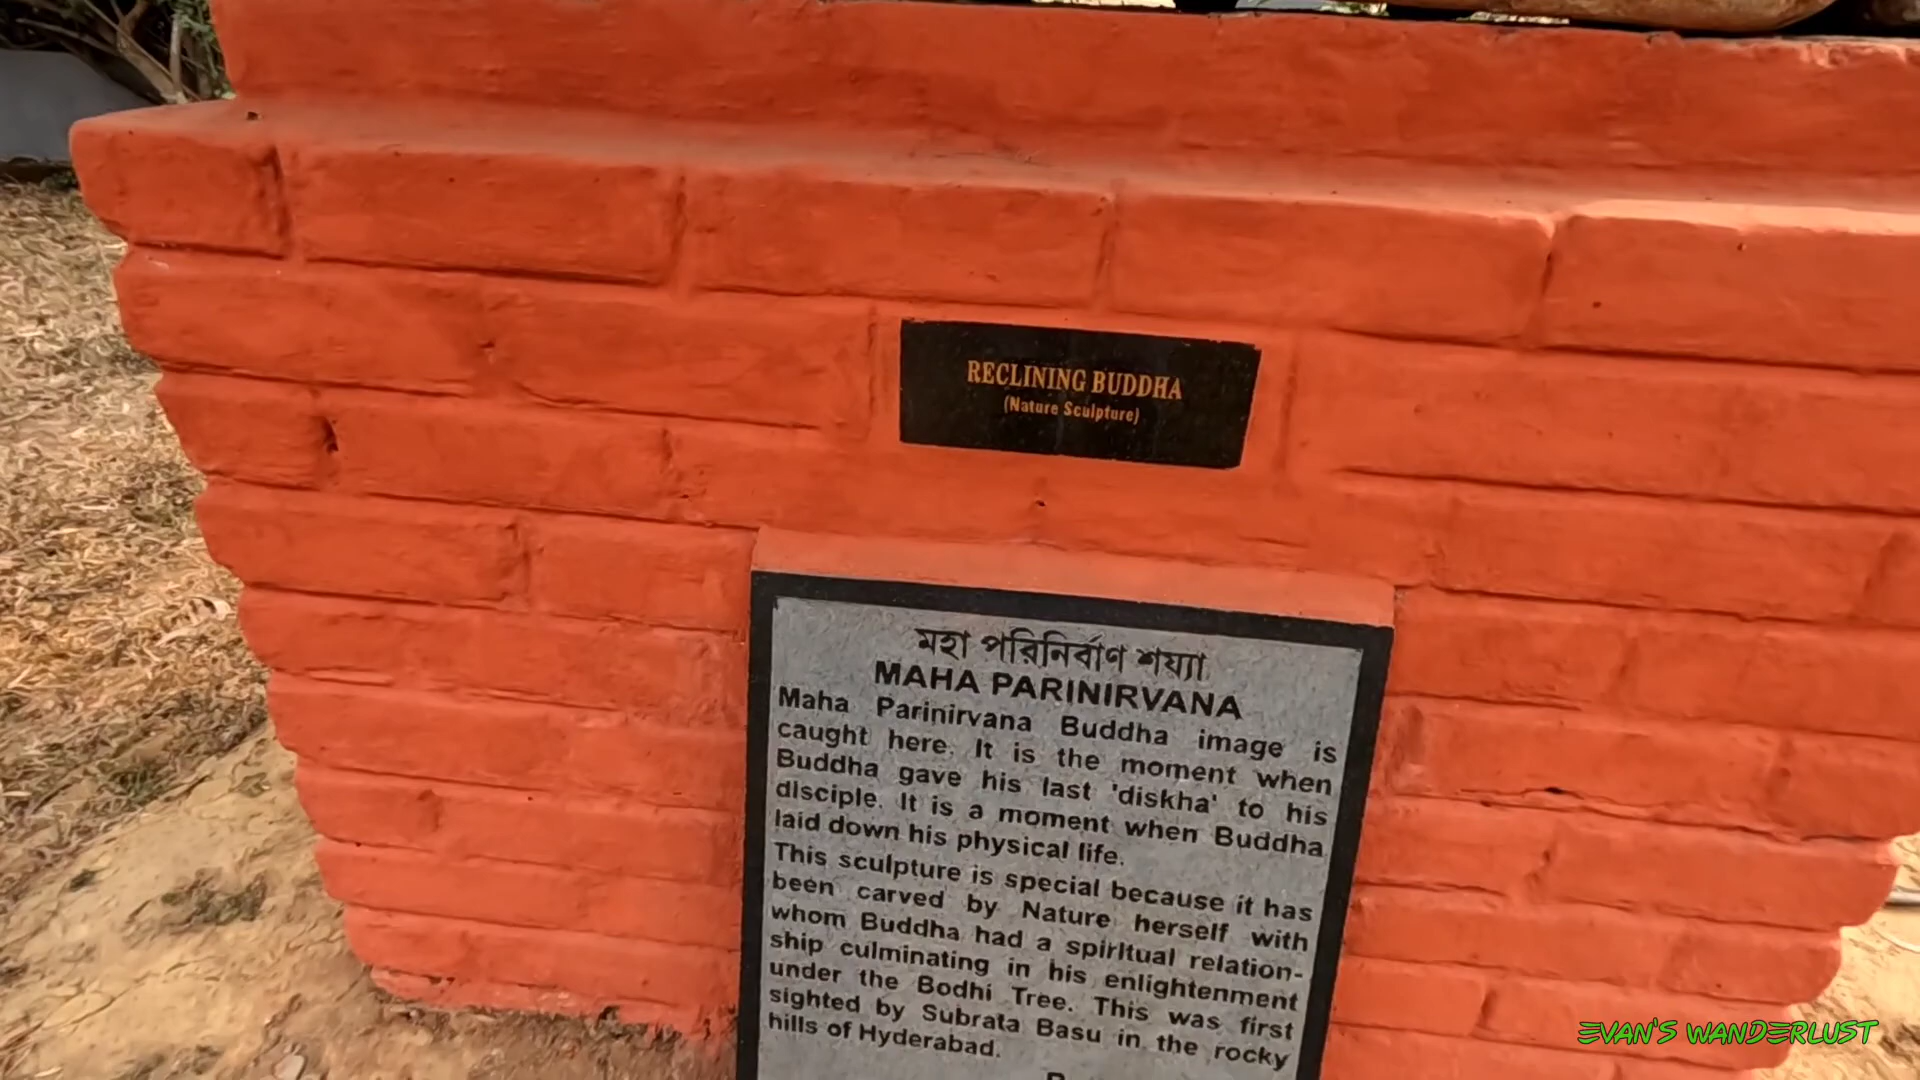 RECLINING BUDDHA
(Nature Sculpture)
মহা পরিনির্বাণ শয্যা
MAHA PARINIRVANA
Maha Parinirvana Buddha image is
caught here. It is the moment when
Buddha gave his last 'diskha' to his
disciple. It is a moment when Buddha
laid down his physical life.
This sculpture is special because it has
been carved by Nature herself with
whom Buddha had a spirItual relation-
ship culminating in his enlightenment
under the Bodhi Tree. This was first
sighted by Subrata Basu in the rocky
hills of Hyderabad.
EVAN'S WANDERLUST